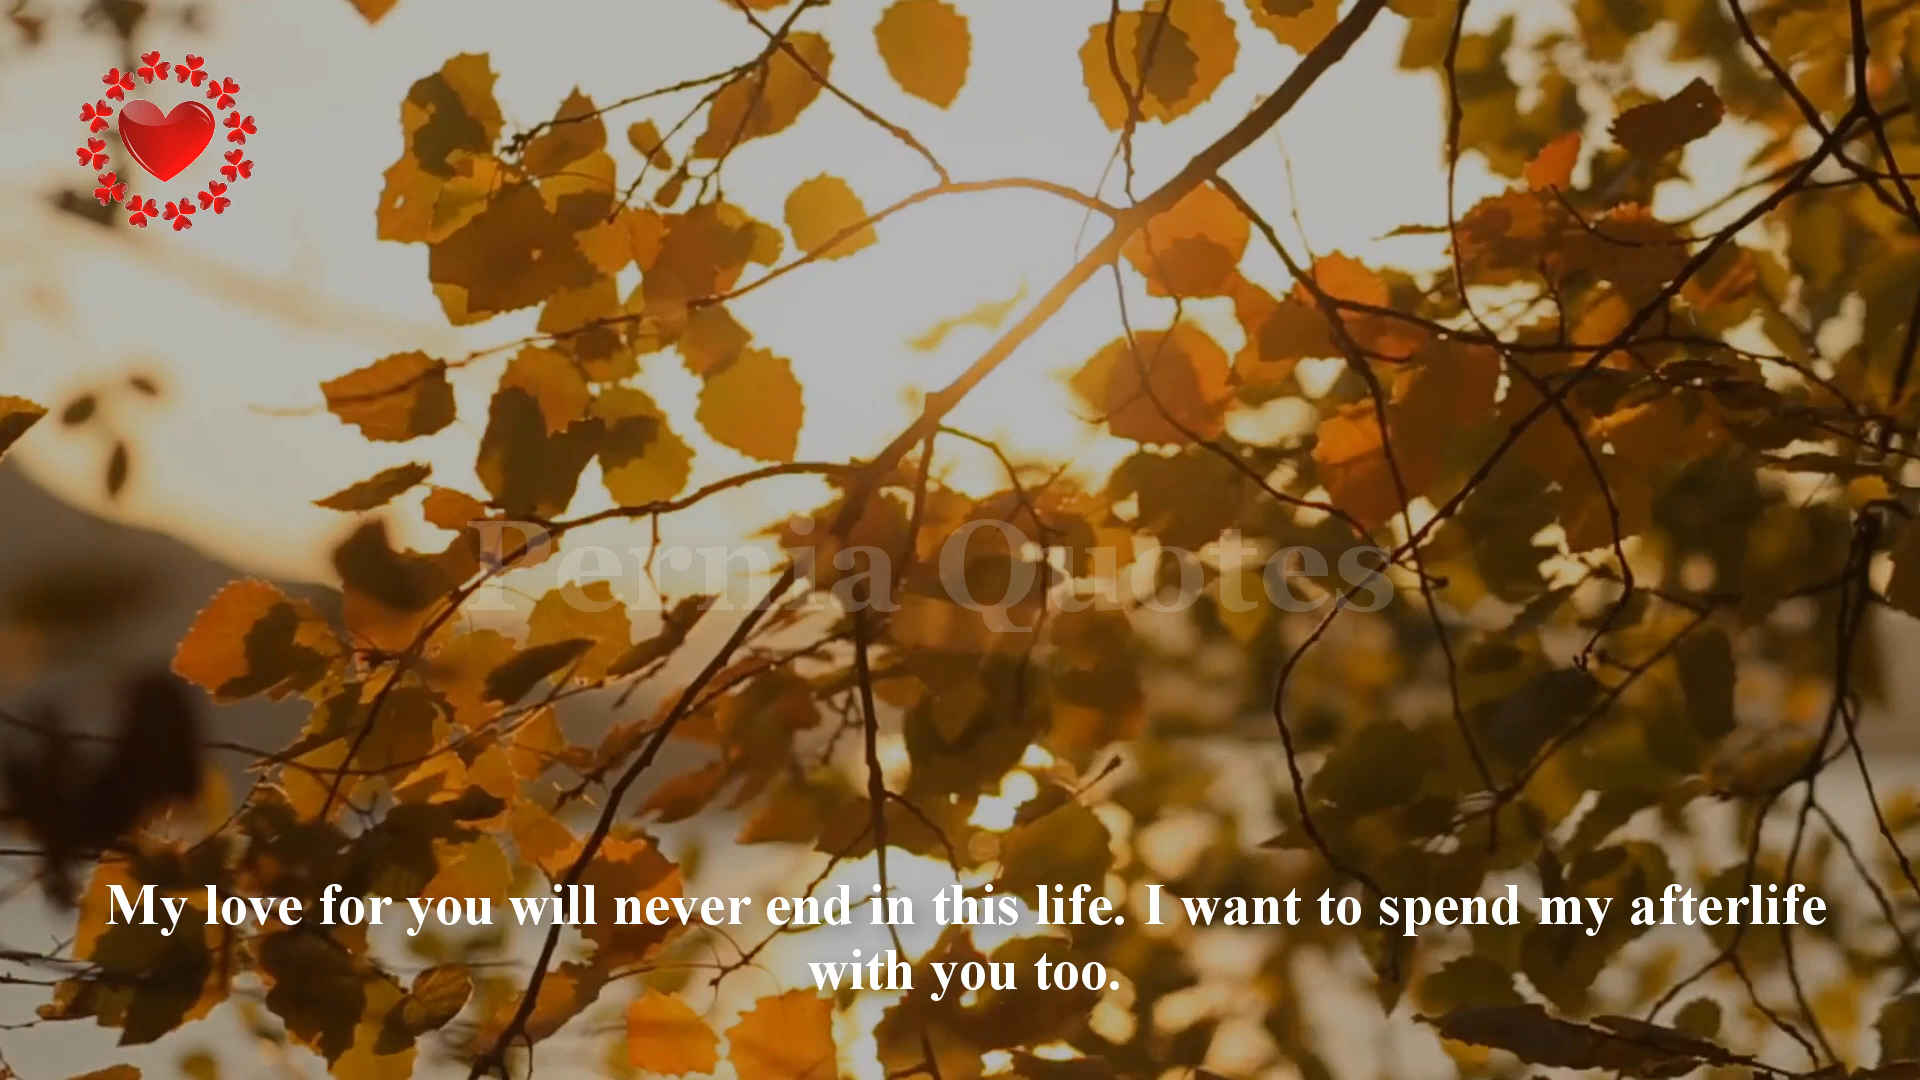 Pernia Quotes
My love for you will never end in this life. I want to spend my afterlife
with you too.